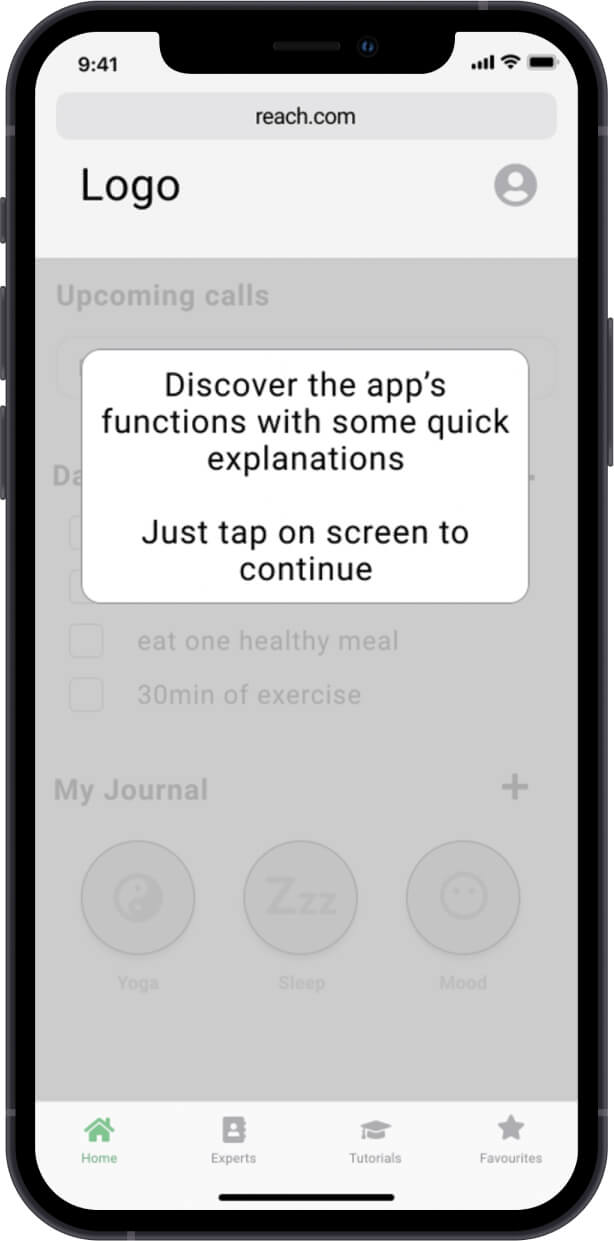 9:41
reach.com
Logo
Upcoming calls
Discover the app’s
functions with some quick
explanations
Just tap on screen to
continue
eat one healthy meal
30min of exercise
My Journal
Zzz
Yoga Sleep Mood
Home Experts Tutorials Favourites